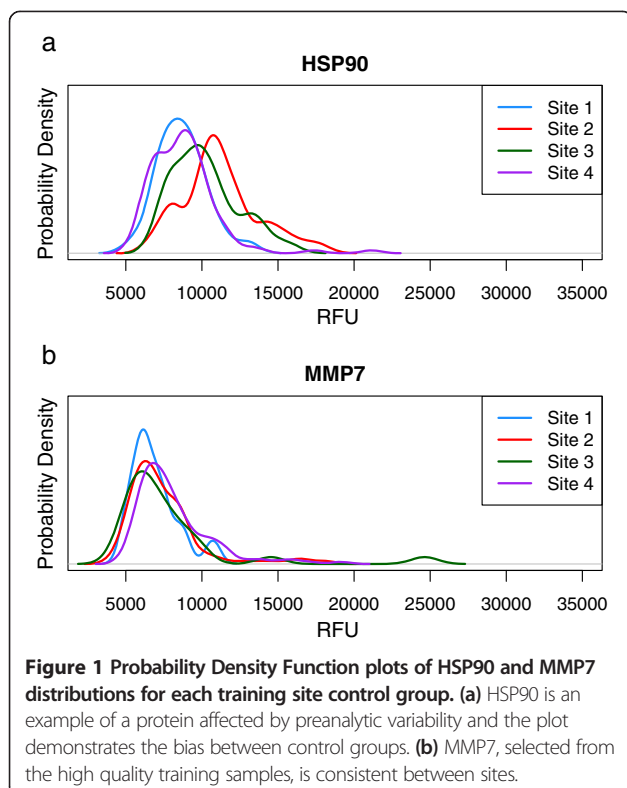 a
HSP90
Probability Density
Site 1
Site 2
Site 3
Site 4
5000 10000 15000 20000 25000 30000 35000
RFU
b
MMP7
Probability Density
Site 1
Site 2
Site 3
Site 4
5000 10000 15000 20000 25000 30000 35000
RFU
Figure 1 Probability Density Function plots of HSP90 and MMP7
distributions for each training site control group. (a) HSP90 is an
example of a protein affected by preanalytic variability and the plot
demonstrates the bias between control groups. (b) MMP7, selected from
the high quality training samples, is consistent between sites.